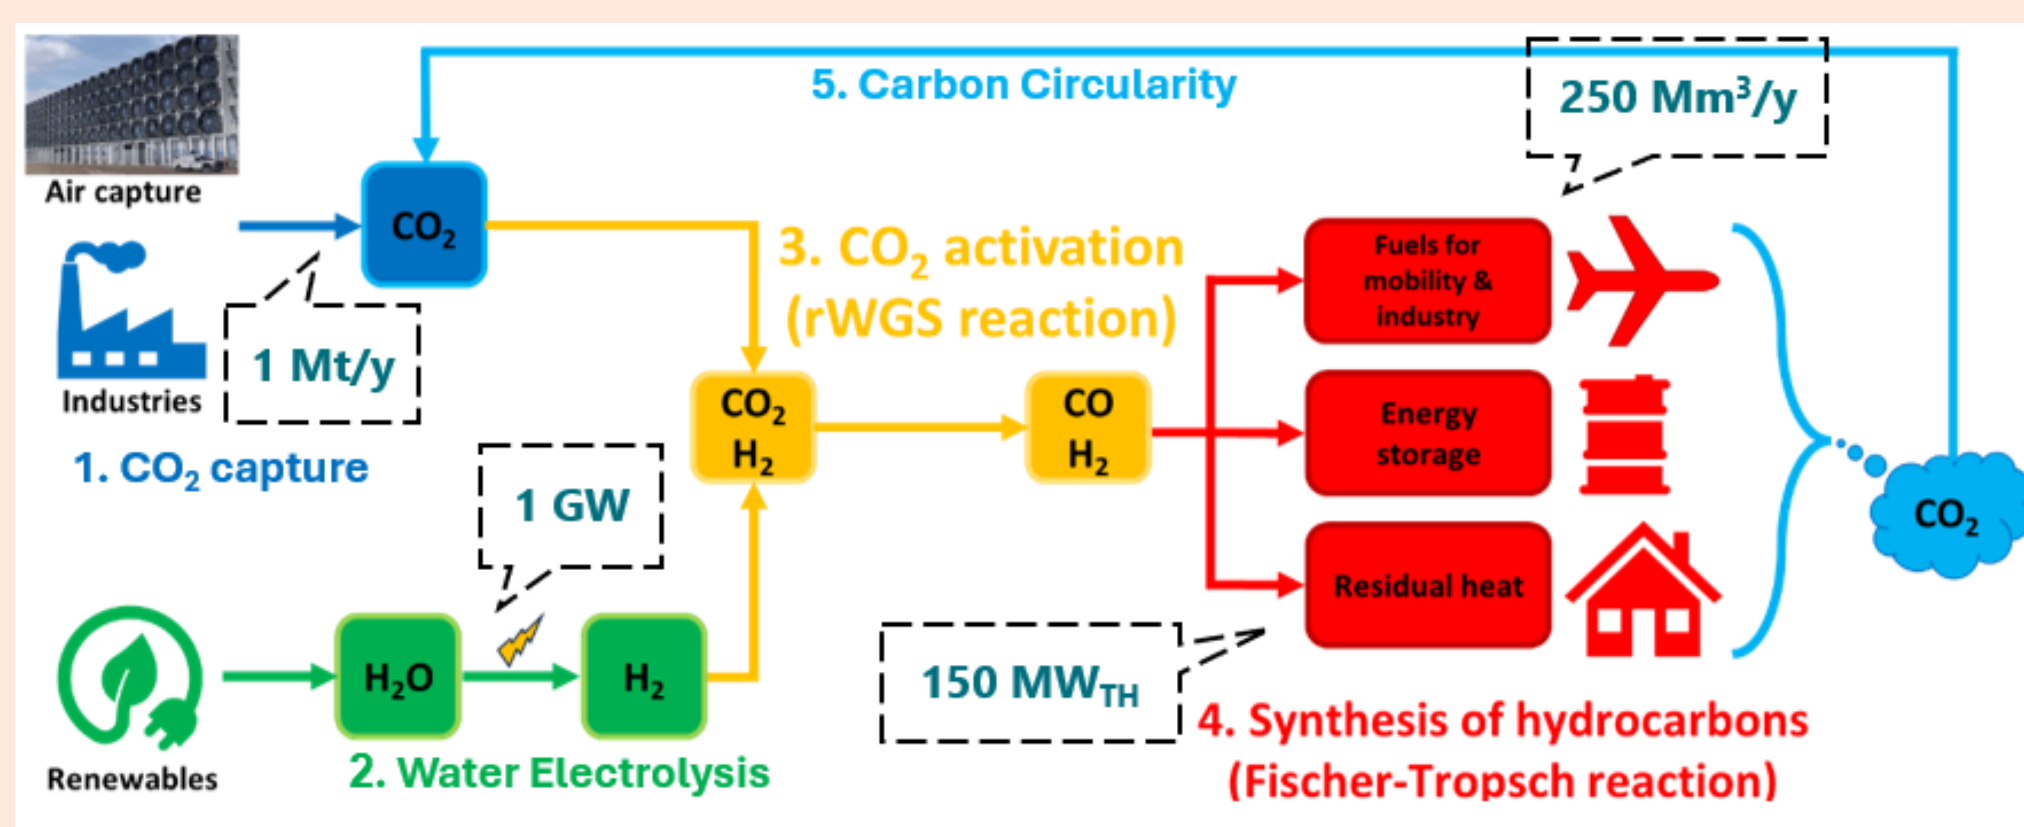 5. Carbon Circularity
250 Mm³/y
Air capture
CO₂
3. CO₂ activation
(rWGS reaction)
Fuels for
mobility &
industry
1 Mt/y
Industries
1. CO₂ capture
CO₂
H₂
CO
H₂
Energy
storage
1 GW
CO₂
Residual heat
H₂O
H₂
150 MWTH
Renewables
2. Water Electrolysis
4. Synthesis of hydrocarbons
(Fischer-Tropsch reaction)